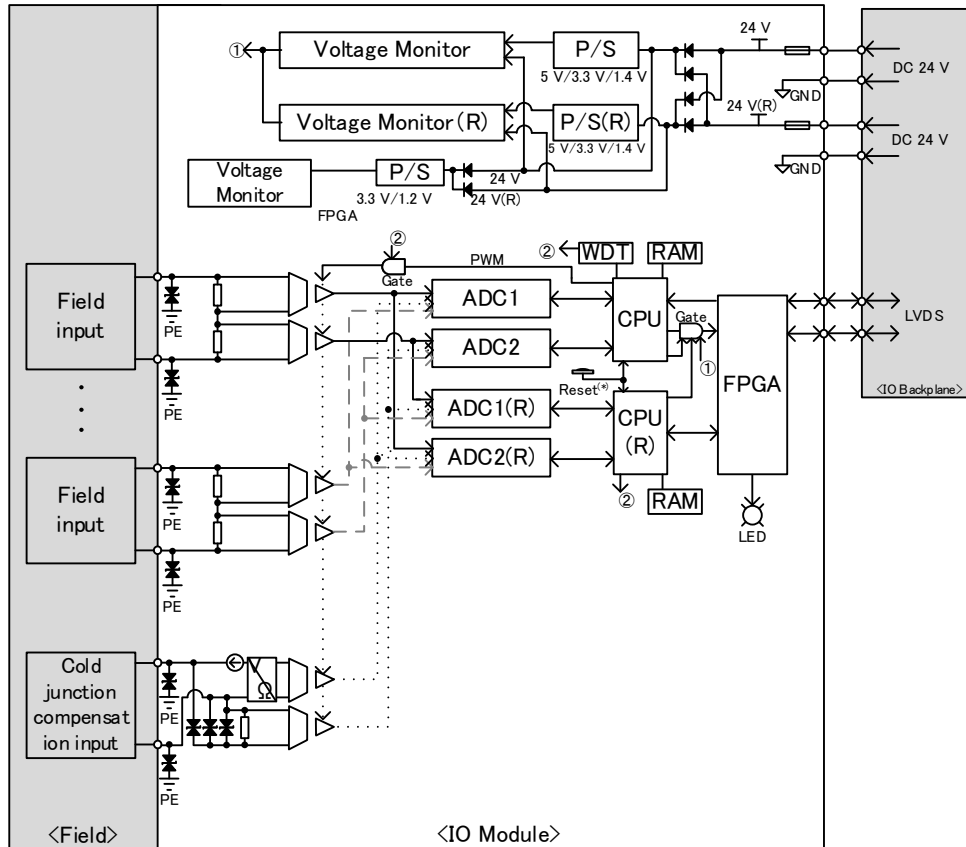 24 V
① Voltage Monitor P/S
5 V/3.3 V/1.4 V
DC 24 V
GND
24 V(R)
Voltage Monitor(R) P/S(R)
5 V/3.3 V/1.4 V
DC 24 V
GND
Voltage
Monitor
P/S
24 V
3.3 V/1.2 V
24 V(R)
FPGA
②
② WDT RAM
PWM
Gate
Field
input
PE
PE
ADC1
ADC2
ADC1(R)
ADC2(R)
CPU
Gate
①
Reset(*)
CPU
(R)
②
RAM
FPGA
LED
LVDS
<IO Backplane>
Field
input
PE
PE
Cold
junction
compensat
ion input
V
Ω
PE
PE
<Field>
<IO Module>